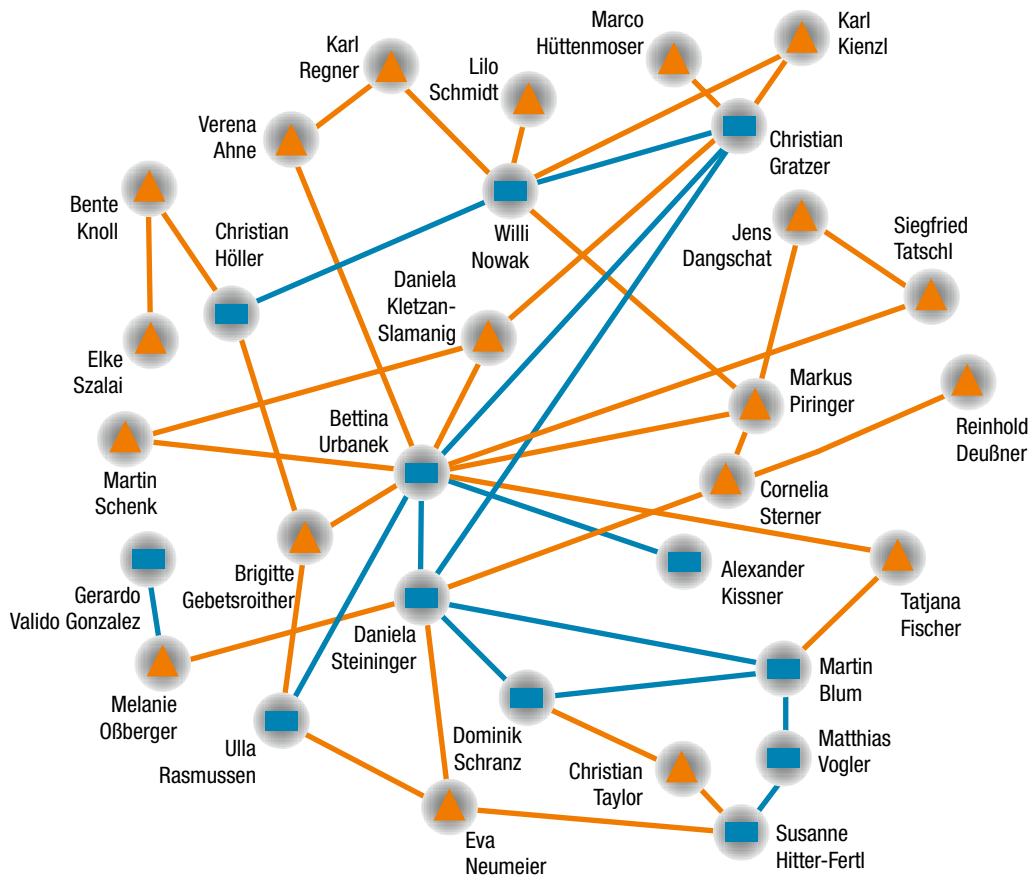 Marco
Hüttenmoser
Karl
Kienzl
Karl
Regner
Lilo
Schmidt
Verena
Ahne
Christian
Gratzer
Bente
Knoll
Christian
Höller
Willi
Nowak
Jens
Dangschat
Siegfried
Tatschl
Daniela
Kletzan-
Slamanig
Elke
Szalai
Markus
Piringer
Reinhold
Deußner
Bettina
Urbanek
Martin
Schenk
Cornelia
Sterner
Gerardo
Valido Gonzalez
Brigitte
Gebetsroither
Alexander
Kissner
Tatjana
Fischer
Daniela
Steininger
Melanie
Oßberger
Martin
Blum
Ulla
Rasmussen
Dominik
Schranz
Matthias
Vogler
Christian
Taylor
Eva
Neumeier
Susanne
Hitter-Fertl